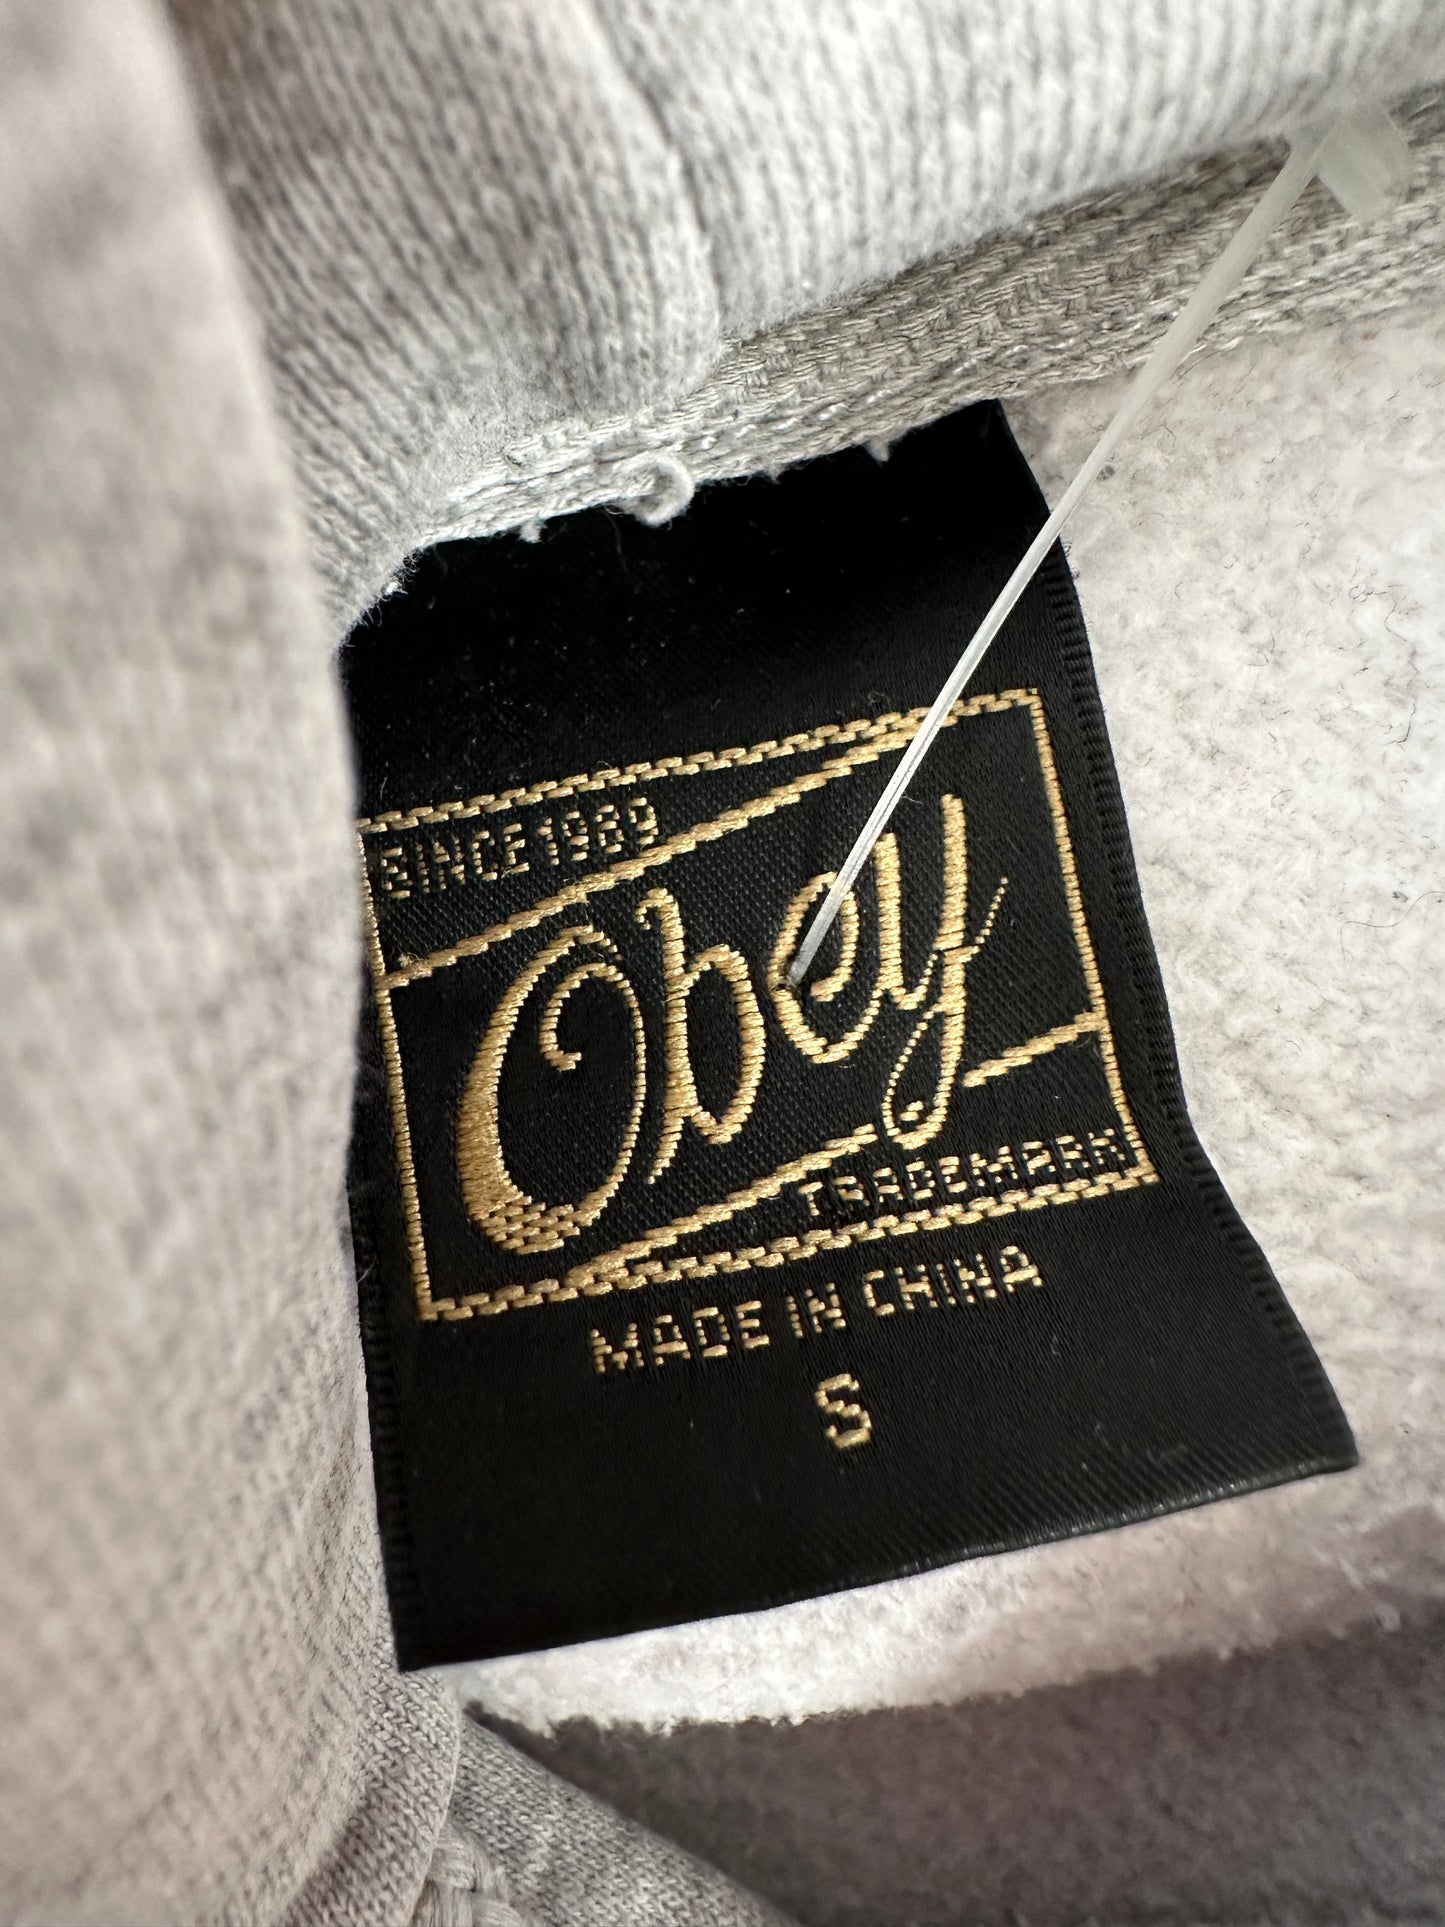 SINCE 1989
Obey
TRADEMARK
MADE IN CHINA
S